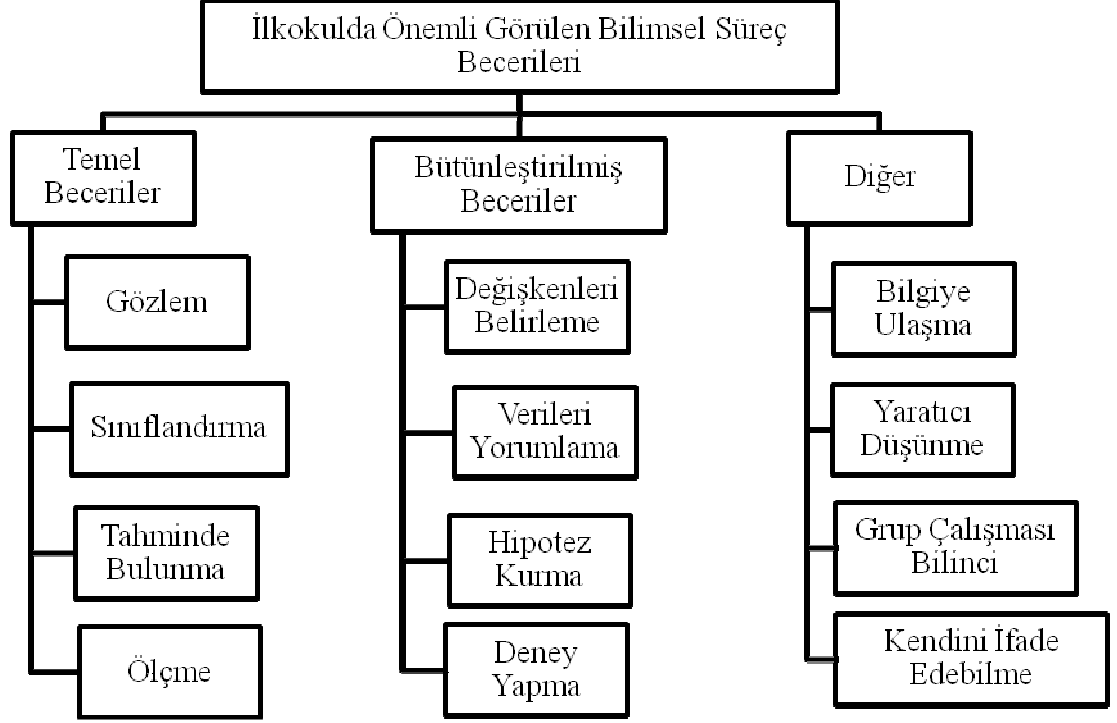 İlkokulda Önemli Görülen Bilimsel Süreç
Becerileri
Temel
Beceriler
Gözlem
Sınıflandırma
Tahminde
Bulunma
Ölçme
Bütünleştirilmiş
Beceriler
Değişkenleri
Belirleme
Verileri
Yorumlama
Hipotez
Kurma
Deney
Yapma
Diğer
Bilgiye
Ulaşma
Yaratıcı
Düşünme
Grup Çalışması
Bilinci
Kendini İfade
Edebilme